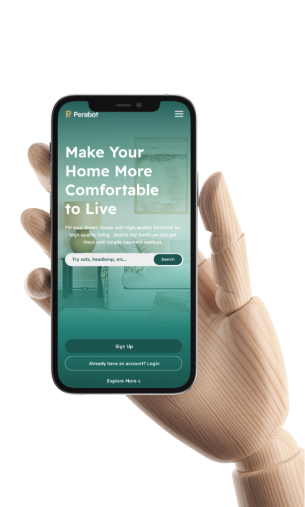 Perabot
Make Your
Home More
Comfortable
to Live
Fill your dream house with high quality furniture for
high quality living. Search the furniture and get
them with simple payment method.
Try sofa, headlamp, etc...
Search
Sign Up
Already have an account? Login
Explore More ↓